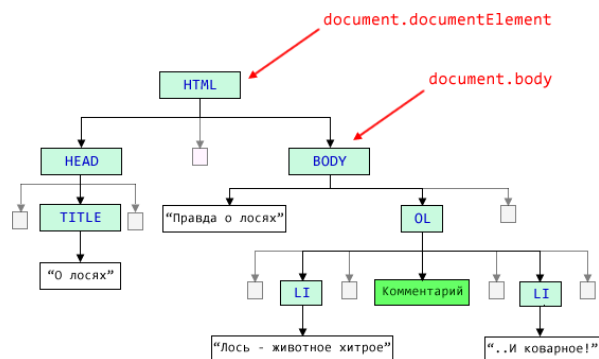 document.documentElement
document.body
HTML
HEAD
BODY
TITLE
“Правда о лосях”
OL
“О лосях”
LI
Комментарий
LI
“Лось - животное хитрое”
“..И коварное!”